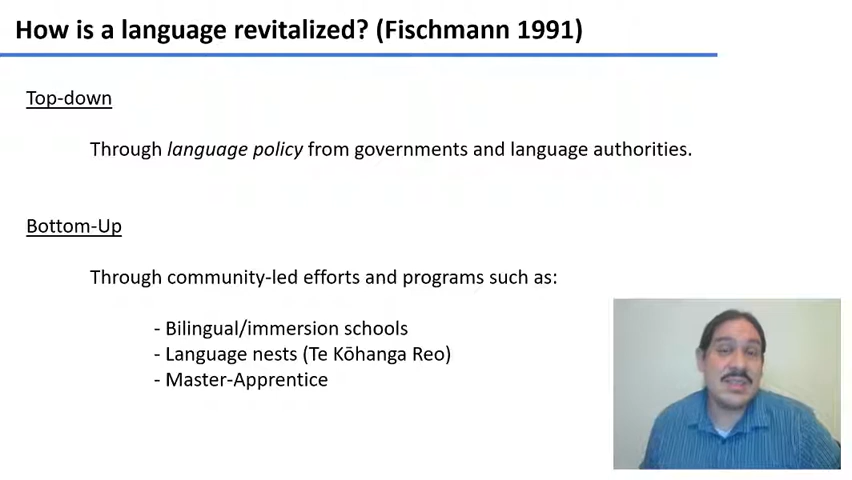 How is a language revitalized? (Fischmann 1991)
Top-down
Through language policy from governments and language authorities.
Bottom-Up
Through community-led efforts and programs such as:
- Bilingual/immersion schools
- Language nests (Te Kōhanga Reo)
- Master-Apprentice